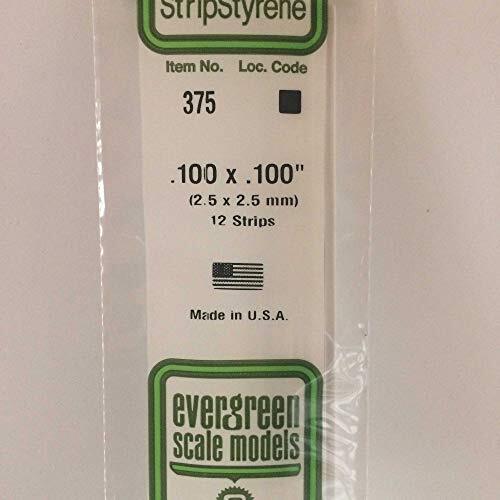 StripStyrene
Item No. Loc. Code
375
.100 x .100"
(2.5 x 2.5 mm)
12 Strips
Made in U.S.A.
evergreen
scale models